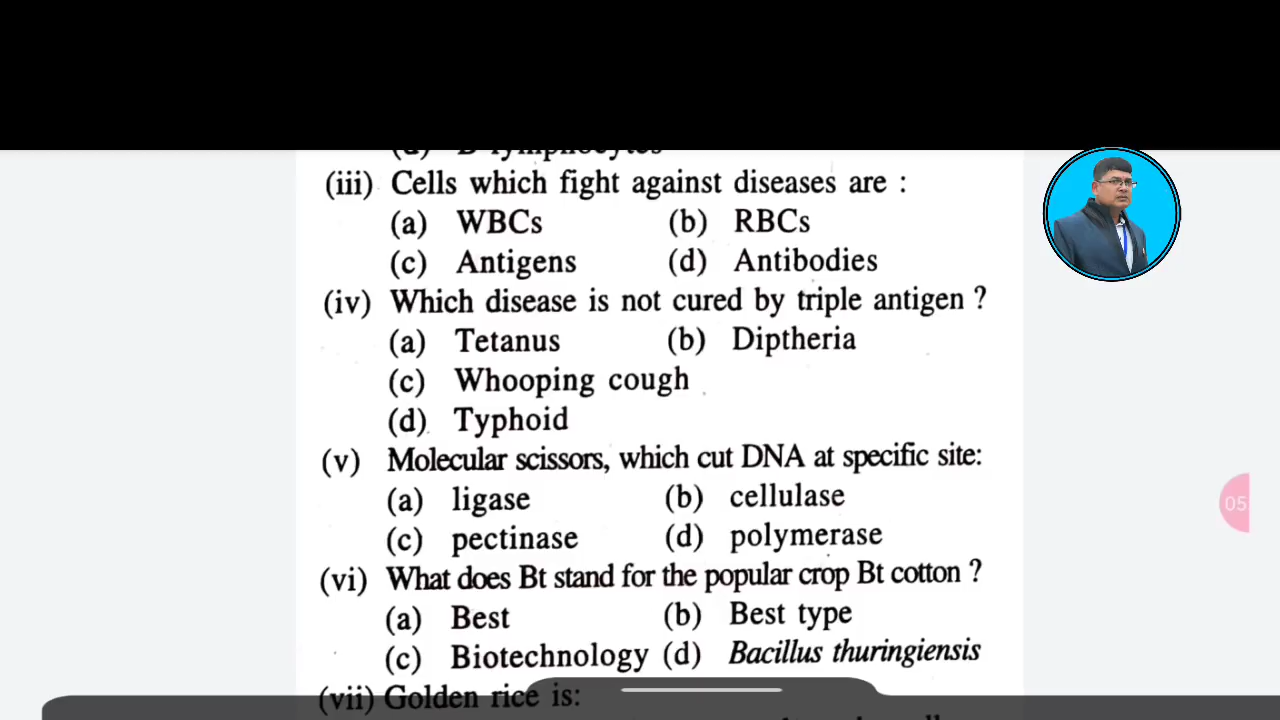 (iii) Cells which fight against diseases are :
(a) WBCs (b) RBCs
(c) Antigens (d) Antibodies
(iv) Which disease is not cured by triple antigen ?
(a) Tetanus (b) Diptheria
(c) Whooping cough
(d) Typhoid
(v) Molecular scissors, which cut DNA at specific site:
(a) ligase (b) cellulase
(c) pectinase (d) polymerase
05
(vi) What does Bt stand for the popular crop Bt cotton ?
(a) Best (b) Best type
(c) Biotechnology (d) Bacillus thuringiensis
(vii) Golden rice is: